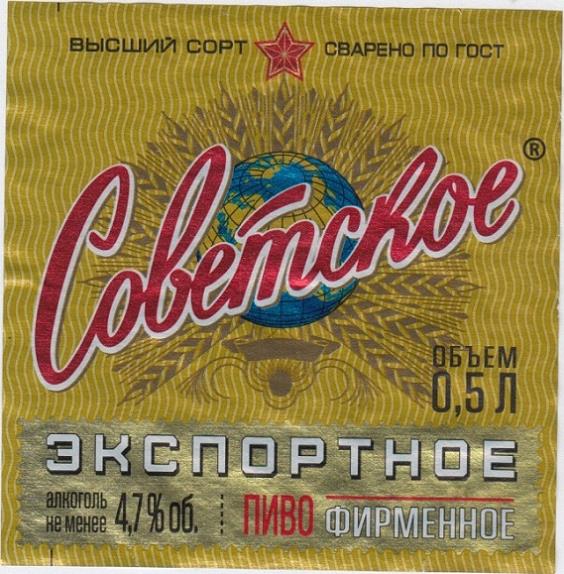 ВЫСШИЙ СОРТ СВАРЕНО ПО ГОСТ
Советское ®
ОБЪЕМ
0,5 Л
ЭКСПОРТНОЕ
алкоголь
не менее 4,7% об. ПИВО ФИРМЕННОЕ